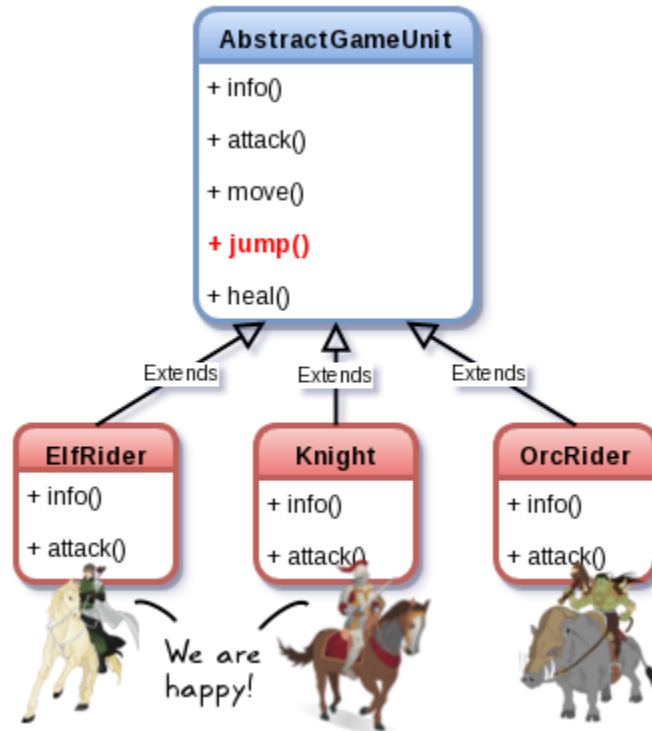 AbstractGameUnit
+ info()
+ attack()
+ move()
+ jump()
+ heal()
Extends
Extends
Extends
ElfRider
+ info()
+ attack()
Knight
+ info()
+ attack()
OrcRider
+ info()
+ attack()
We are
happy!